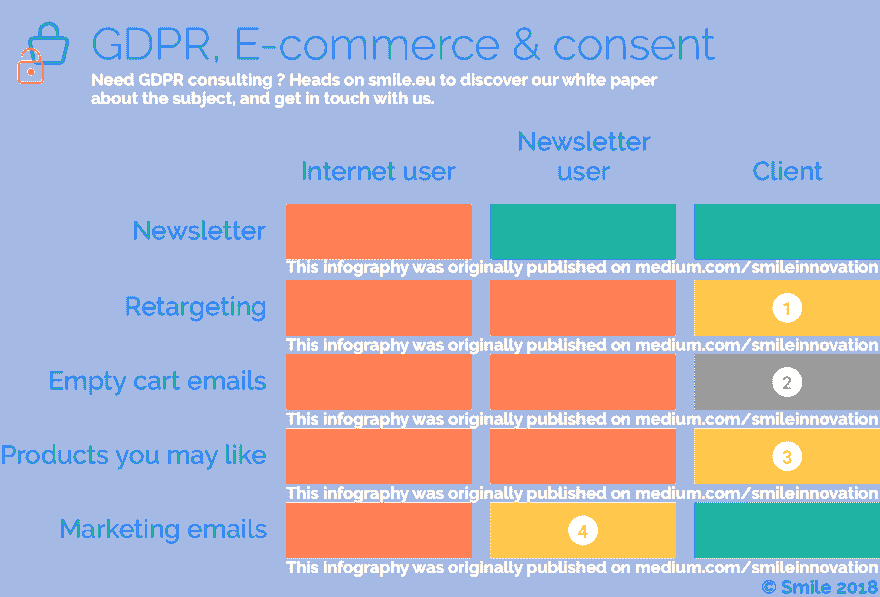 GDPR, E-commerce & consent
Need GDPR consulting ? Heads on smile.eu to discover our white paper
about the subject, and get in touch with us.
Internet user
Newsletter
user
Client
Newsletter
This infography was originally published on medium.com/smileinnovation
Retargeting
1
This infography was originally published on medium.com/smileinnovation
Empty cart emails
2
This infography was originally published on medium.com/smileinnovation
Products you may like
3
This infography was originally published on medium.com/smileinnovation
Marketing emails
4
This infography was originally published on medium.com/smileinnovation
© Smile 2018